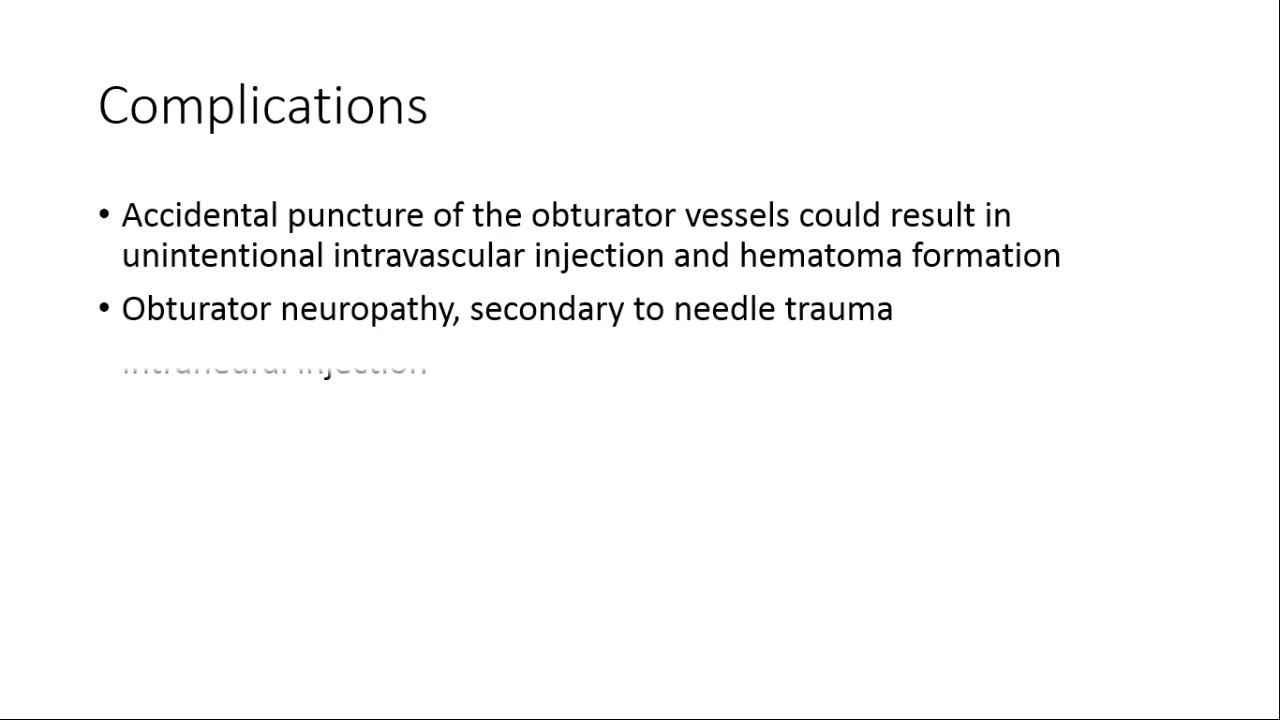 Complications
• Accidental puncture of the obturator vessels could result in
unintentional intravascular injection and hematoma formation
• Obturator neuropathy, secondary to needle trauma
Intraneural injection